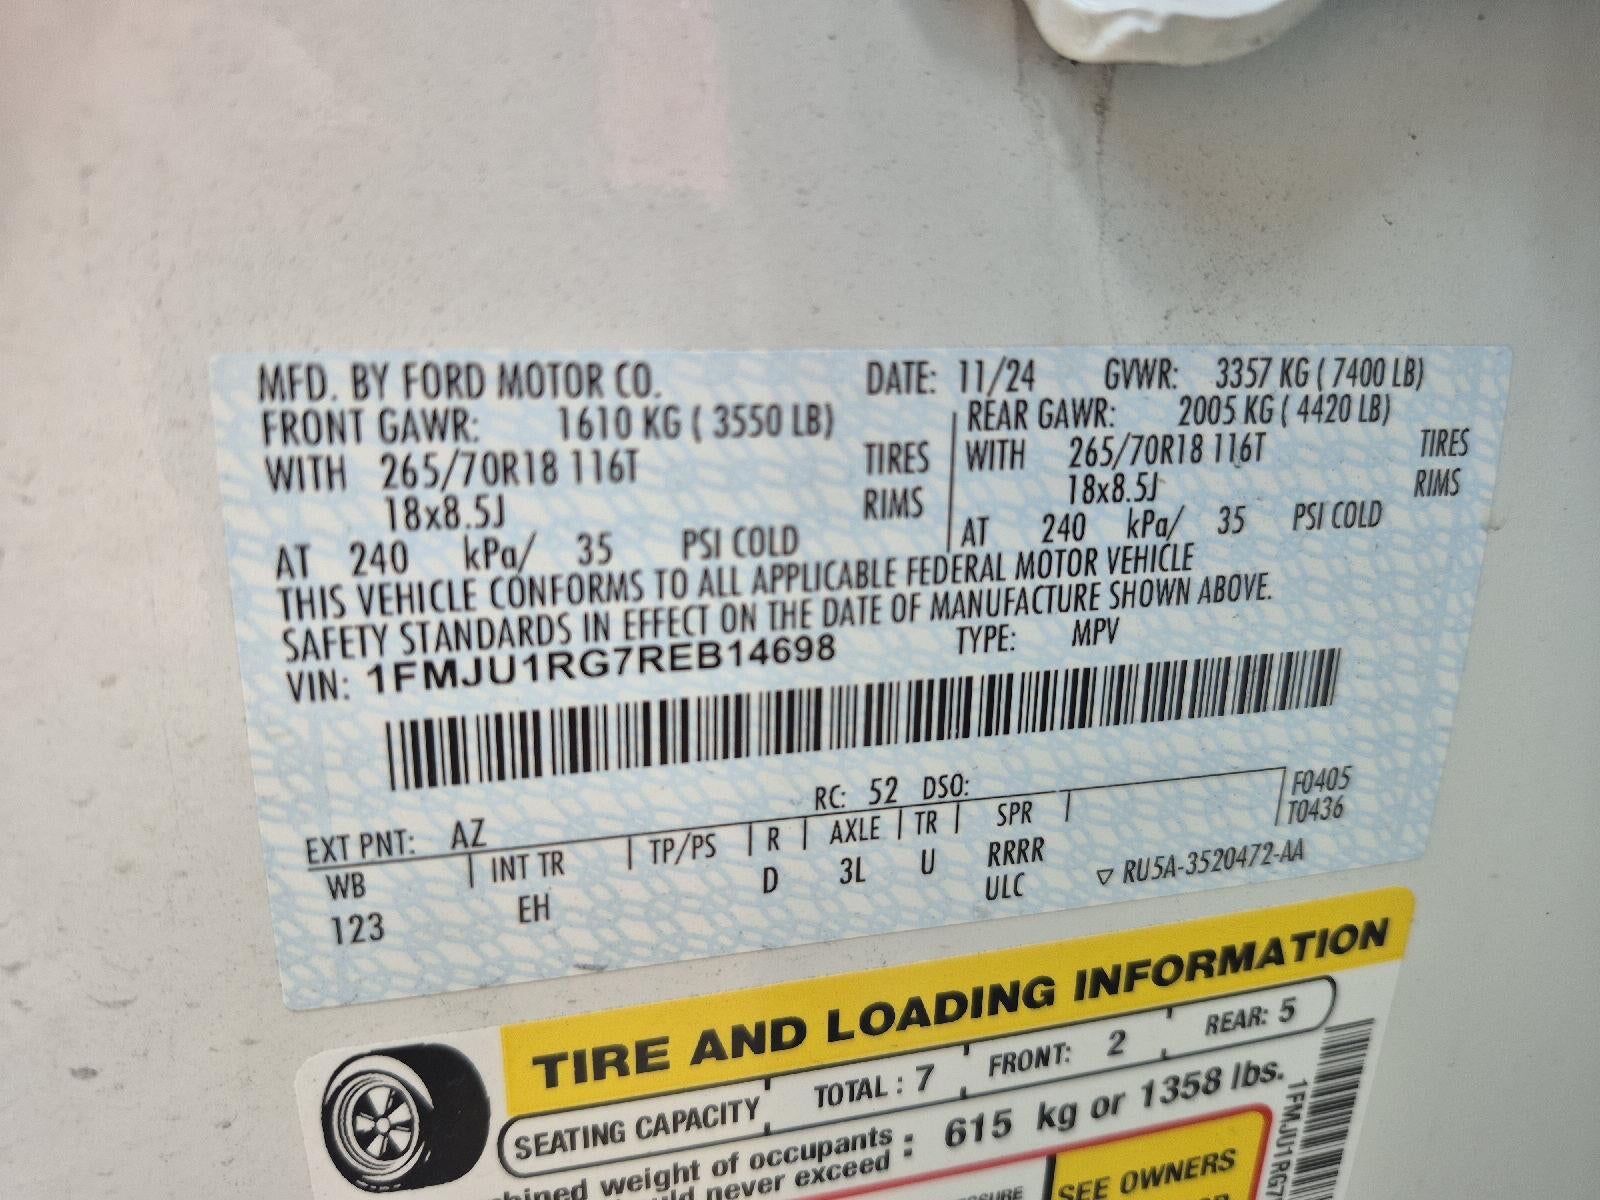 MFD. BY FORD MOTOR CO. DATE: 11/24 GVWR: 3357 KG ( 7400 LB)
FRONT GAWR: 1610 KG ( 3550 LB) REAR GAWR: 2005 KG ( 4420 LB)
WITH 265/70R18 116T TIRES WITH 265/70R18 116T TIRES
18x8.5J RIMS 18x8.5J RIMS
AT 240 kPa/ 35 PSI COLD AT 240 kPa/ 35 PSI COLD
THIS VEHICLE CONFORMS TO ALL APPLICABLE FEDERAL MOTOR VEHICLE
SAFETY STANDARDS IN EFFECT ON THE DATE OF MANUFACTURE SHOWN ABOVE.
VIN: 1FMJU1RG7REB14698 TYPE: MPV
EXT PNT: AZ RC: 52 DSO: F0405
WB INT TR TP/PS R AXLE TR SPR T0436
123 EH D 3L U RRRR
ULC ▽ RU5A-3520472-AA
TIRE AND LOADING INFORMATION
SEATING CAPACITY TOTAL : 7 FRONT: 2 REAR: 5
weight of occupants : 615 kg or 1358 lbs.
never exceed :
SEE OWNERS
1FMJU1RG7